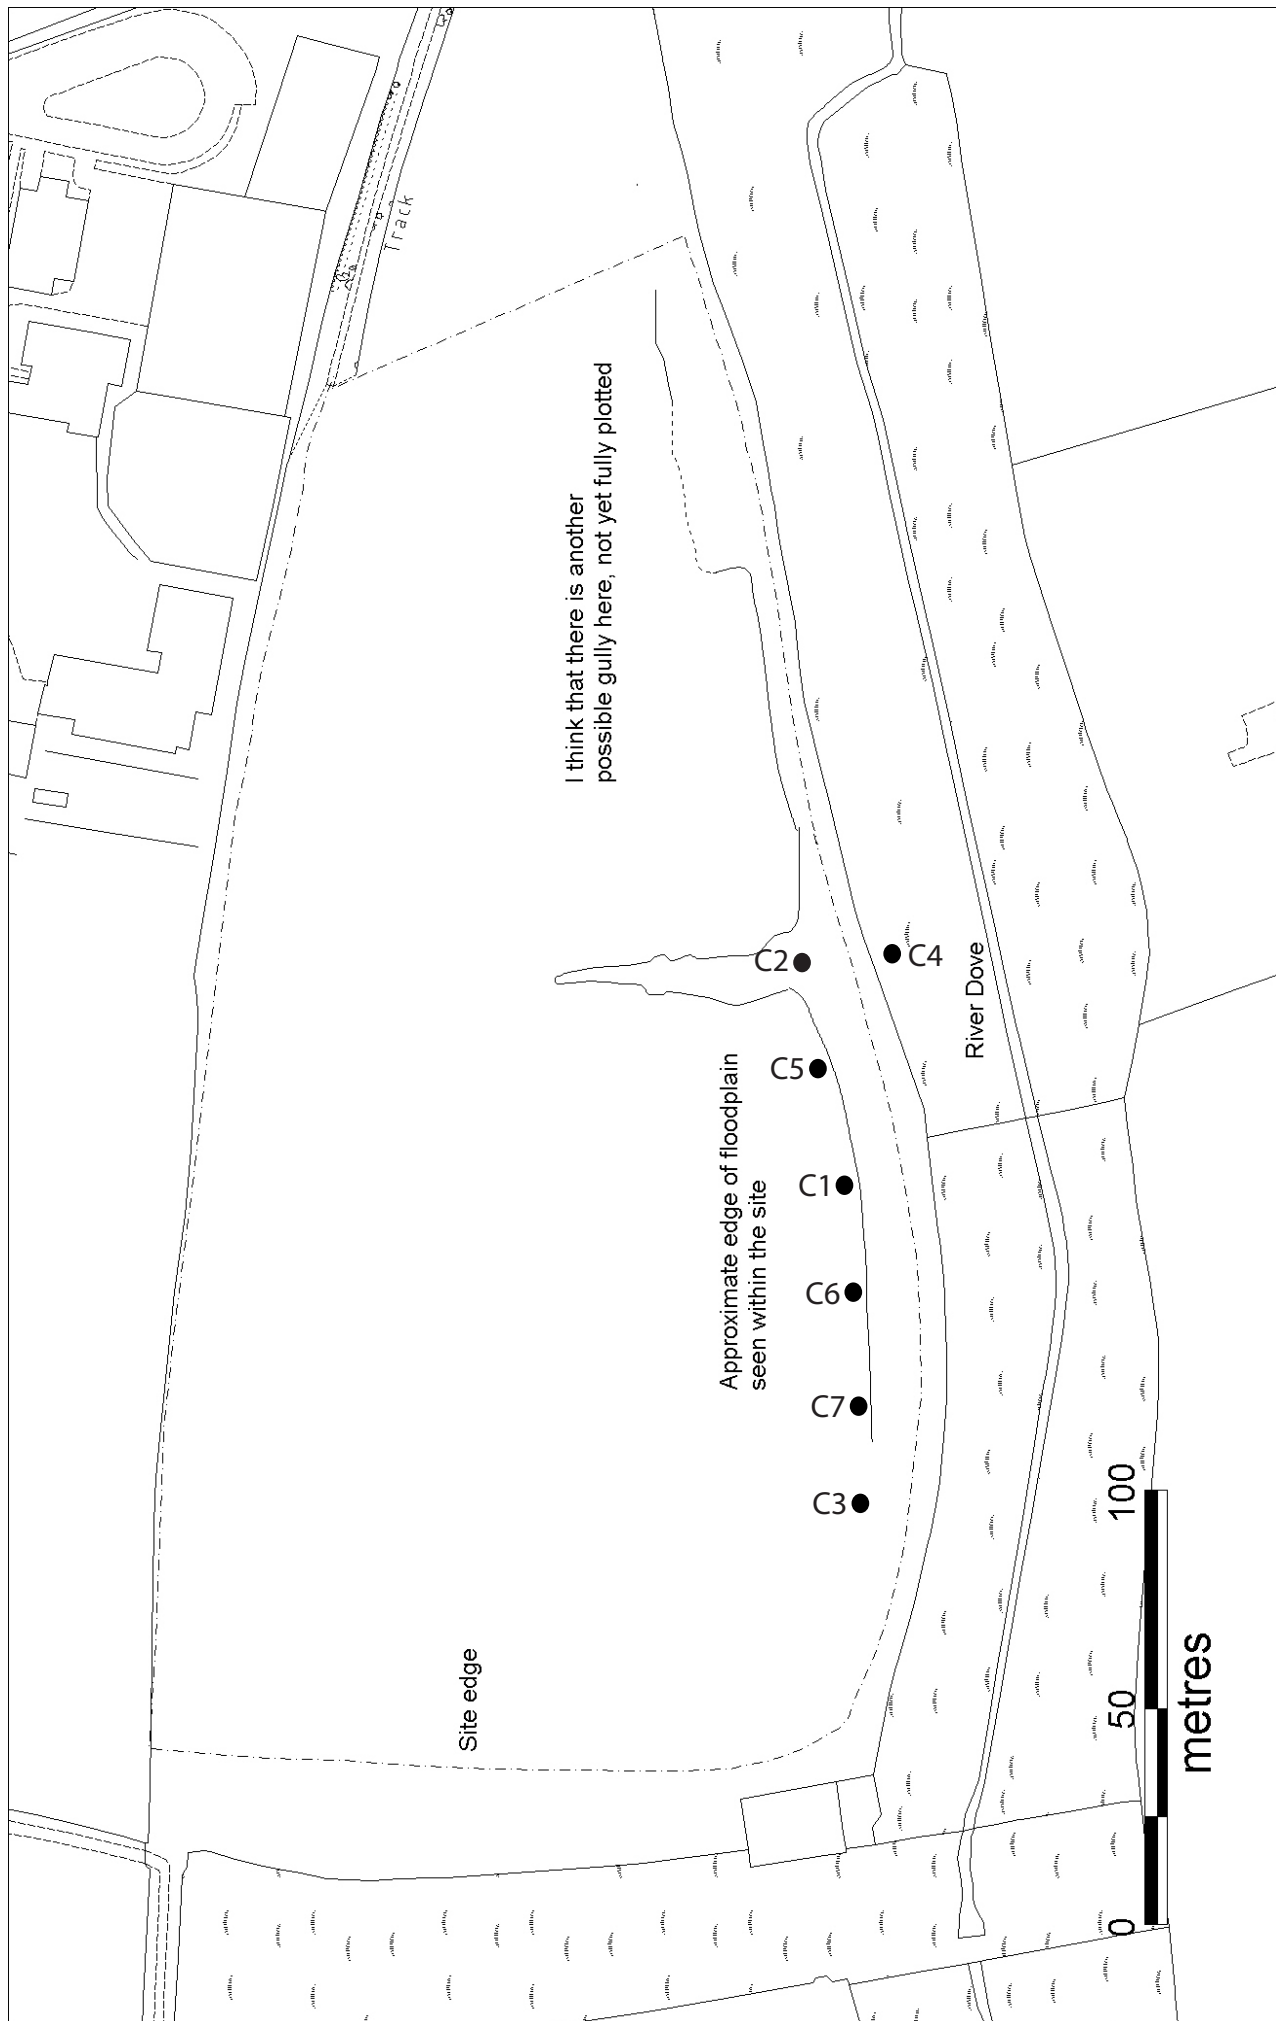 Track
I think that there is another
possible gully here, not yet fully plotted
C2
C4
River Dove
C5
Approximate edge of floodplain
seen within the site
C1
C6
C7
C3
Site edge
0 50 100
metres